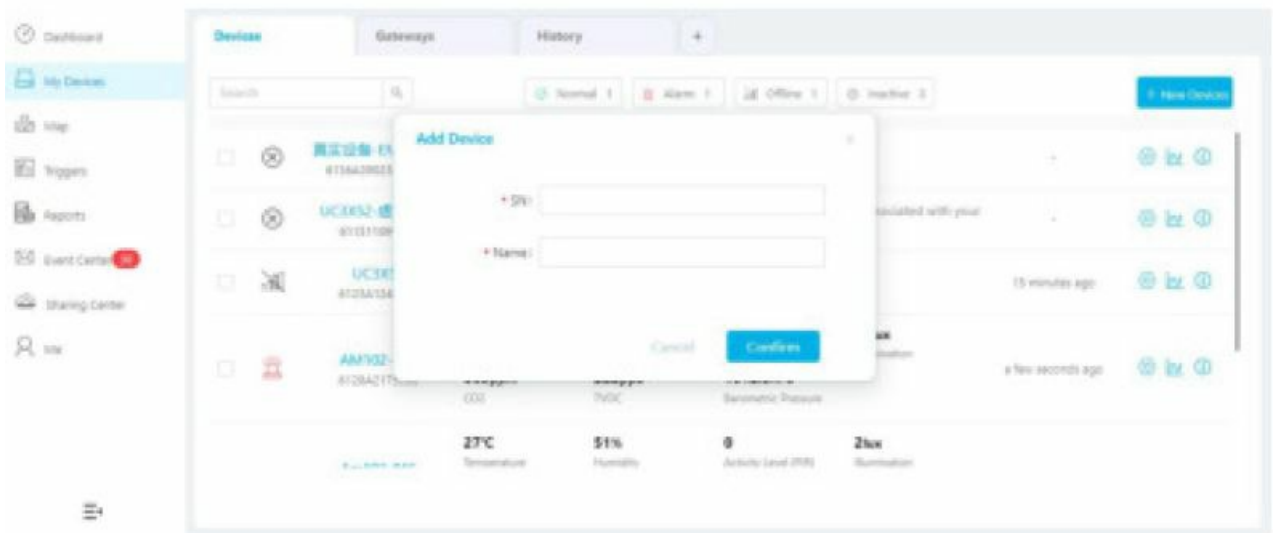 Dashboard
My Devices
Map
Triggers
Reports
Event Center
Sharing Center
Me
Devices
Gateways
History
+
Search
Normal 1
Alarm 1
Offline 1
Inactive 3
+ New Devices
Add Device
×
* SN:
* Name:
Cancel
Confirm
UC3X52-
-
ociated with your
-
UC3X
15 minutes ago
AM102-
a few seconds ago
CO2
TVOC
Barometric Pressure
27°C
51%
0
2lux
Temperature
Humidity
Activity Level (PIR)
Illumination